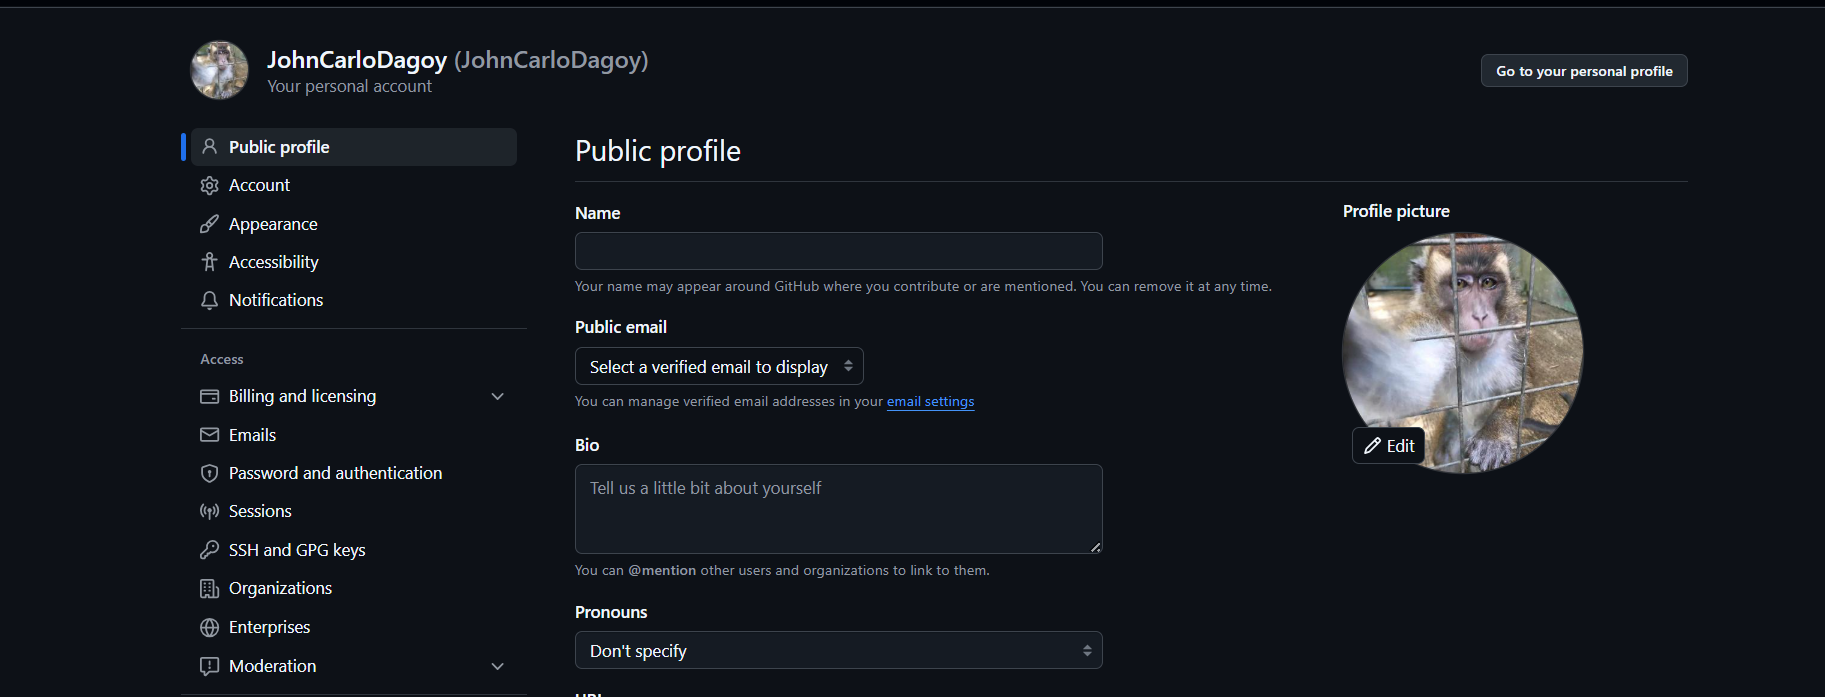 JohnCarloDagoy (JohnCarloDagoy)
Your personal account
Go to your personal profile
Public profile
Account
Appearance
Accessibility
Notifications
Access
Billing and licensing
Emails
Password and authentication
Sessions
SSH and GPG keys
Organizations
Enterprises
Moderation
Public profile
Name
Your name may appear around GitHub where you contribute or are mentioned. You can remove it at any time.
Public email
Select a verified email to display
You can manage verified email addresses in your email settings
Bio
Tell us a little bit about yourself
You can @mention other users and organizations to link to them.
Pronouns
Don't specify
Profile picture
Edit